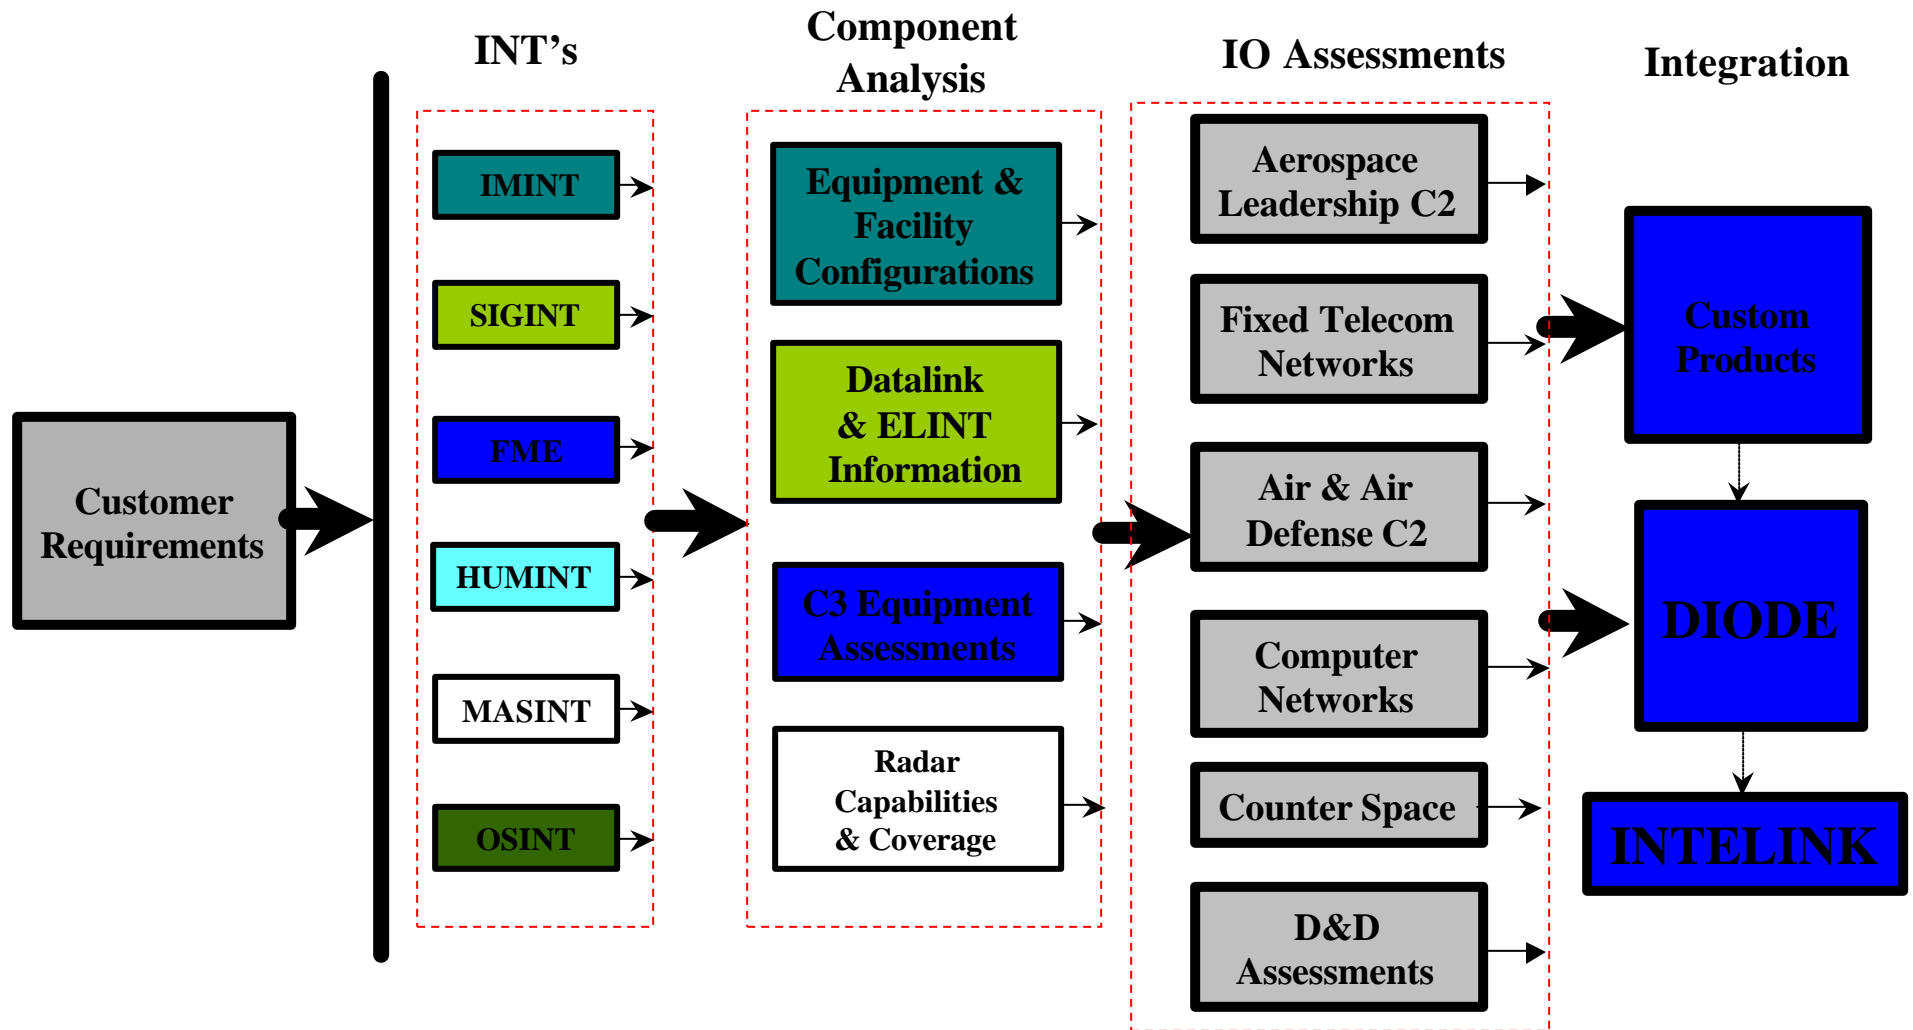 INT's
Component
Analysis
IO Assessments
Integration
Customer
Requirements
IMINT
SIGINT
FME
HUMINT
MASINT
OSINT
Equipment &
Facility
Configurations
Datalink
& ELINT
Information
C3 Equipment
Assessments
Radar
Capabilities
& Coverage
Aerospace
Leadership C2
Fixed Telecom
Networks
Air & Air
Defense C2
Computer
Networks
Counter Space
D&D
Assessments
Custom
Products
DIODE
INTELINK